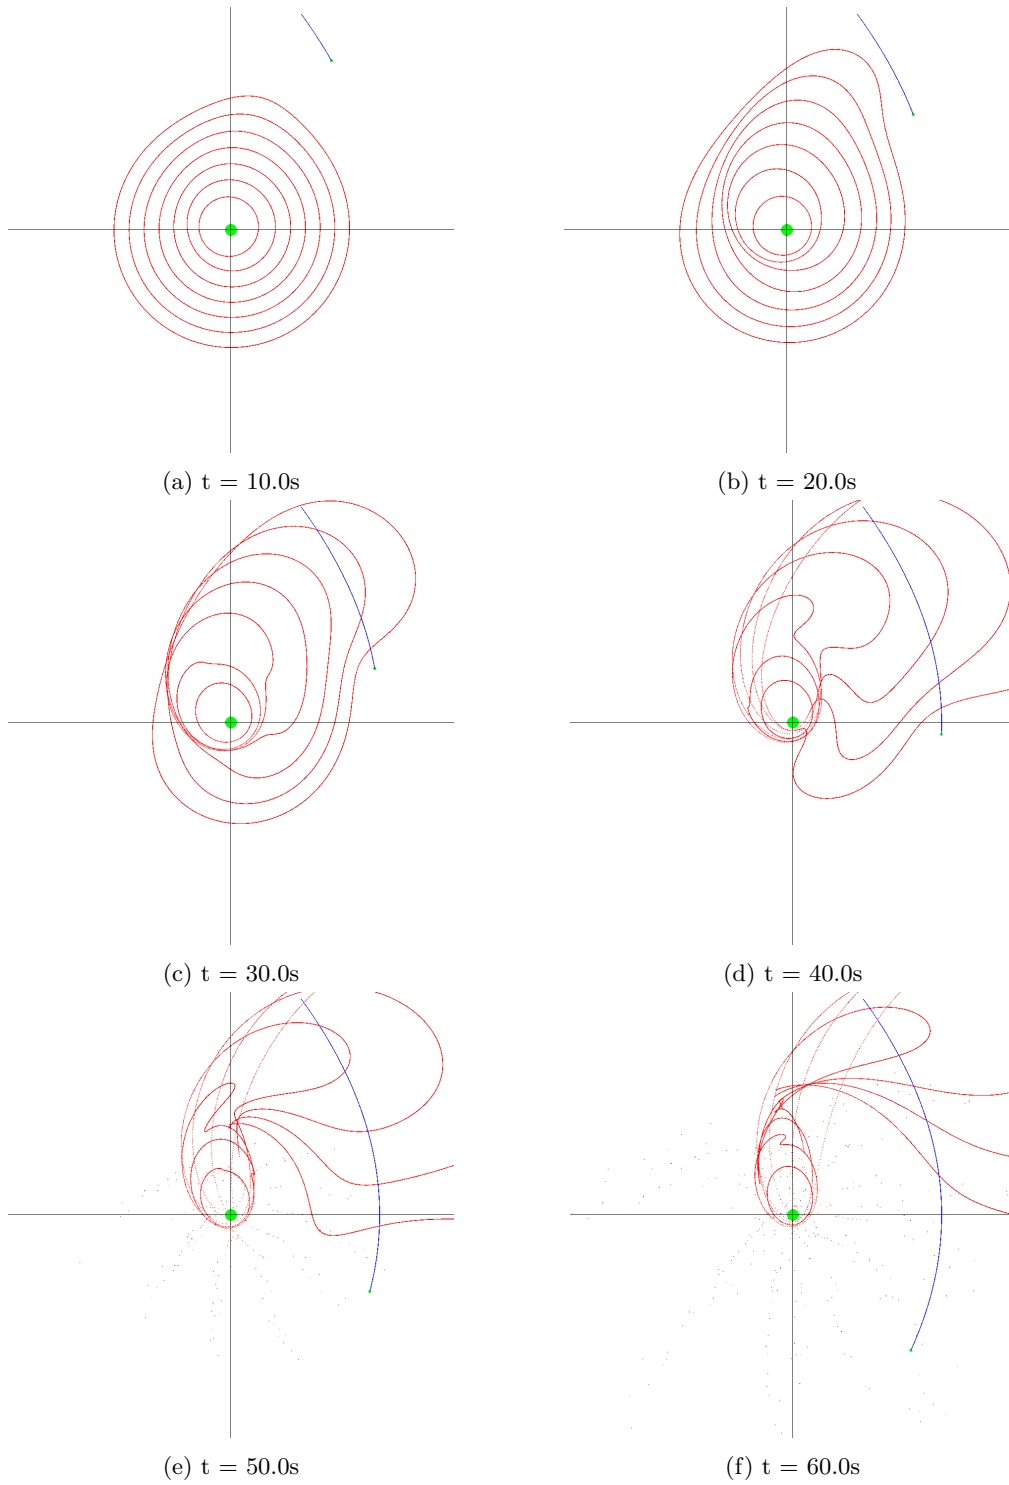 (a) t = 10.0s
(b) t = 20.0s
(c) t = 30.0s
(d) t = 40.0s
(e) t = 50.0s
(f) t = 60.0s